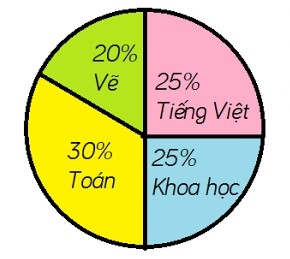 20%
Vẽ
25%
Tiếng Việt
30%
Toán
25%
Khoa học